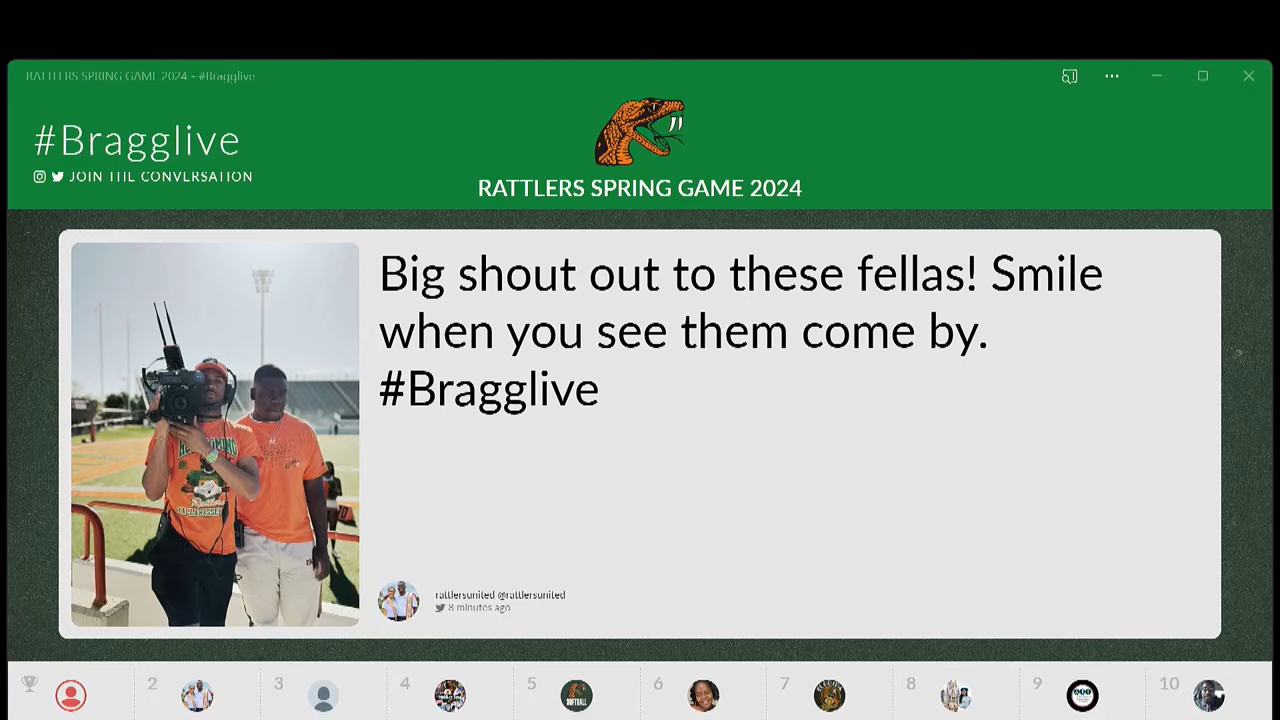 RATTLERS SPRING GAME 2024 - #Bragglive
#Bragglive
JOIN THE CONVERSATION
RATTLERS SPRING GAME 2024
Big shout out to these fellas! Smile
when you see them come by.
#Bragglive
rattlersunited @rattlersunited
8 minutes ago
2 3 4 5 6 7 8 9 10
SOFTBALL